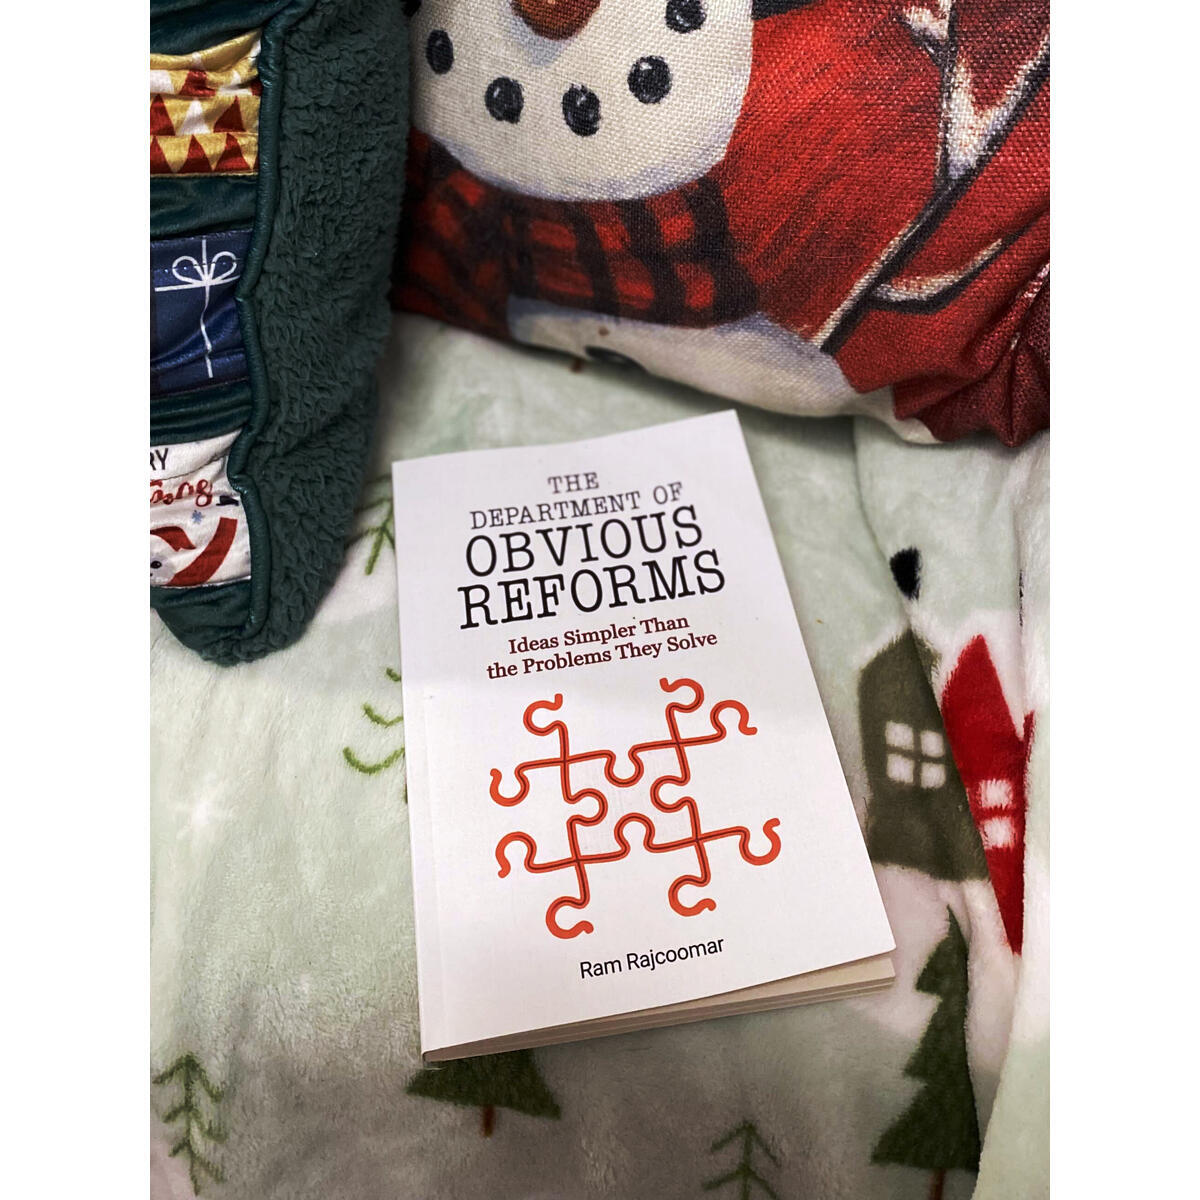 THE
DEPARTMENT OF
OBVIOUS
REFORMS
Ideas Simpler Than
the Problems They Solve
Ram Rajcoomar